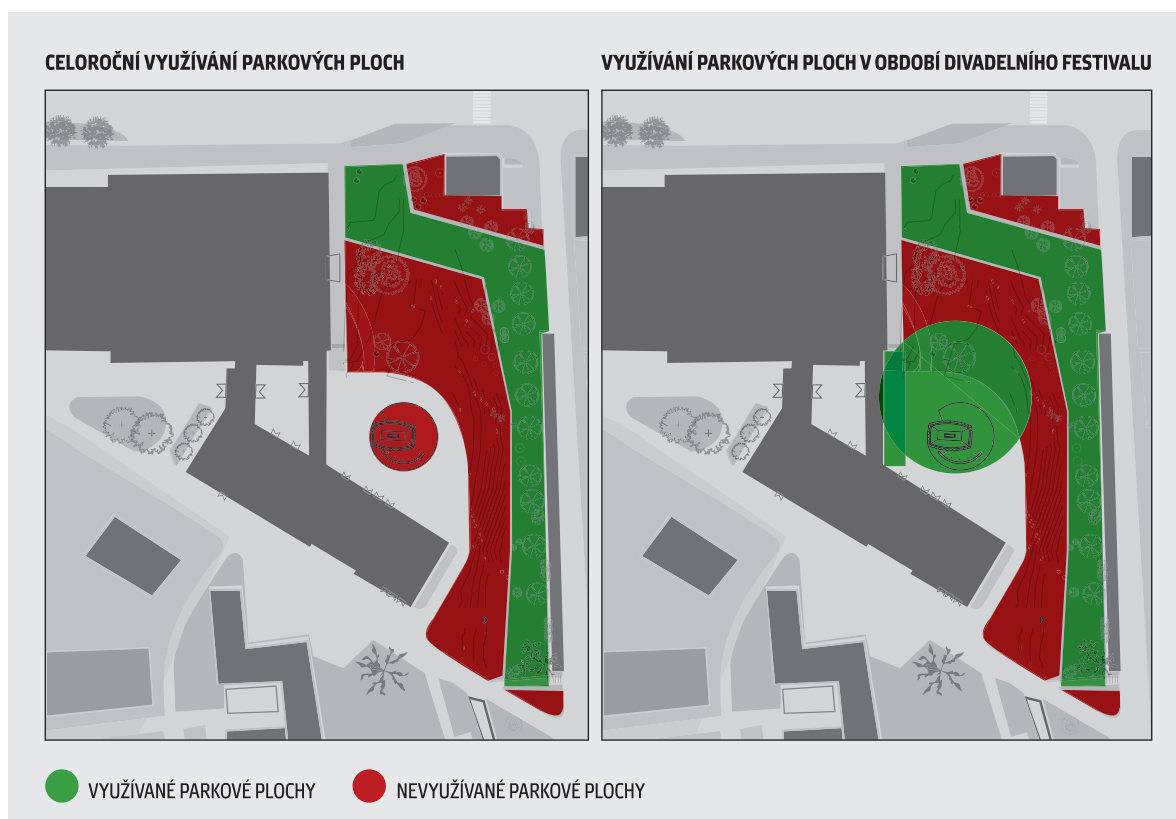 CELOROČNÍ VYUŽÍVÁNÍ PARKOVÝCH PLOCH
VYUŽÍVÁNÍ PARKOVÝCH PLOCH V OBDOBÍ DIVADELNÍHO FESTIVALU
VYUŽÍVANÉ PARKOVÉ PLOCHY
NEVYUŽÍVANÉ PARKOVÉ PLOCHY